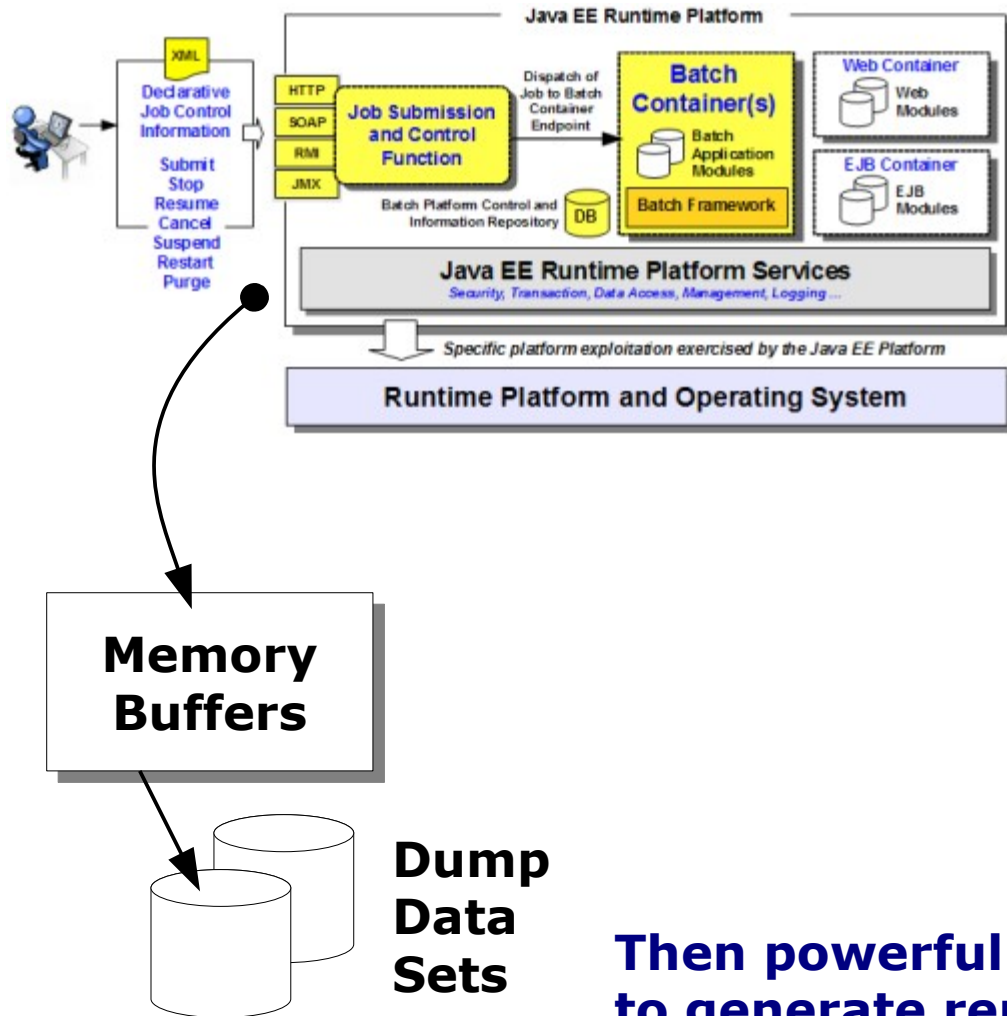 Java EE Runtime Platform
XML
Declarative
Job Control
Information
Submit
Stop
Resume
Cancel
Suspend
Restart
Purge
HTTP
SOAP
RMI
JMX
Job Submission
and Control
Function
Dispatch of
Job to Batch
Container
Endpoint
Batch
Container(s)
Batch
Application
Modules
Batch Framework
Web Container
Web
Modules
EJB Container
EJB
Modules
Batch Platform Control and
Information Repository
DB
Java EE Runtime Platform Services
Security, Transaction, Data Access, Management, Logging ...
Specific platform exploitation exercised by the Java EE Platform
Runtime Platform and Operating System
Memory
Buffers
Dump
Data
Sets
Then powerful
to generate re